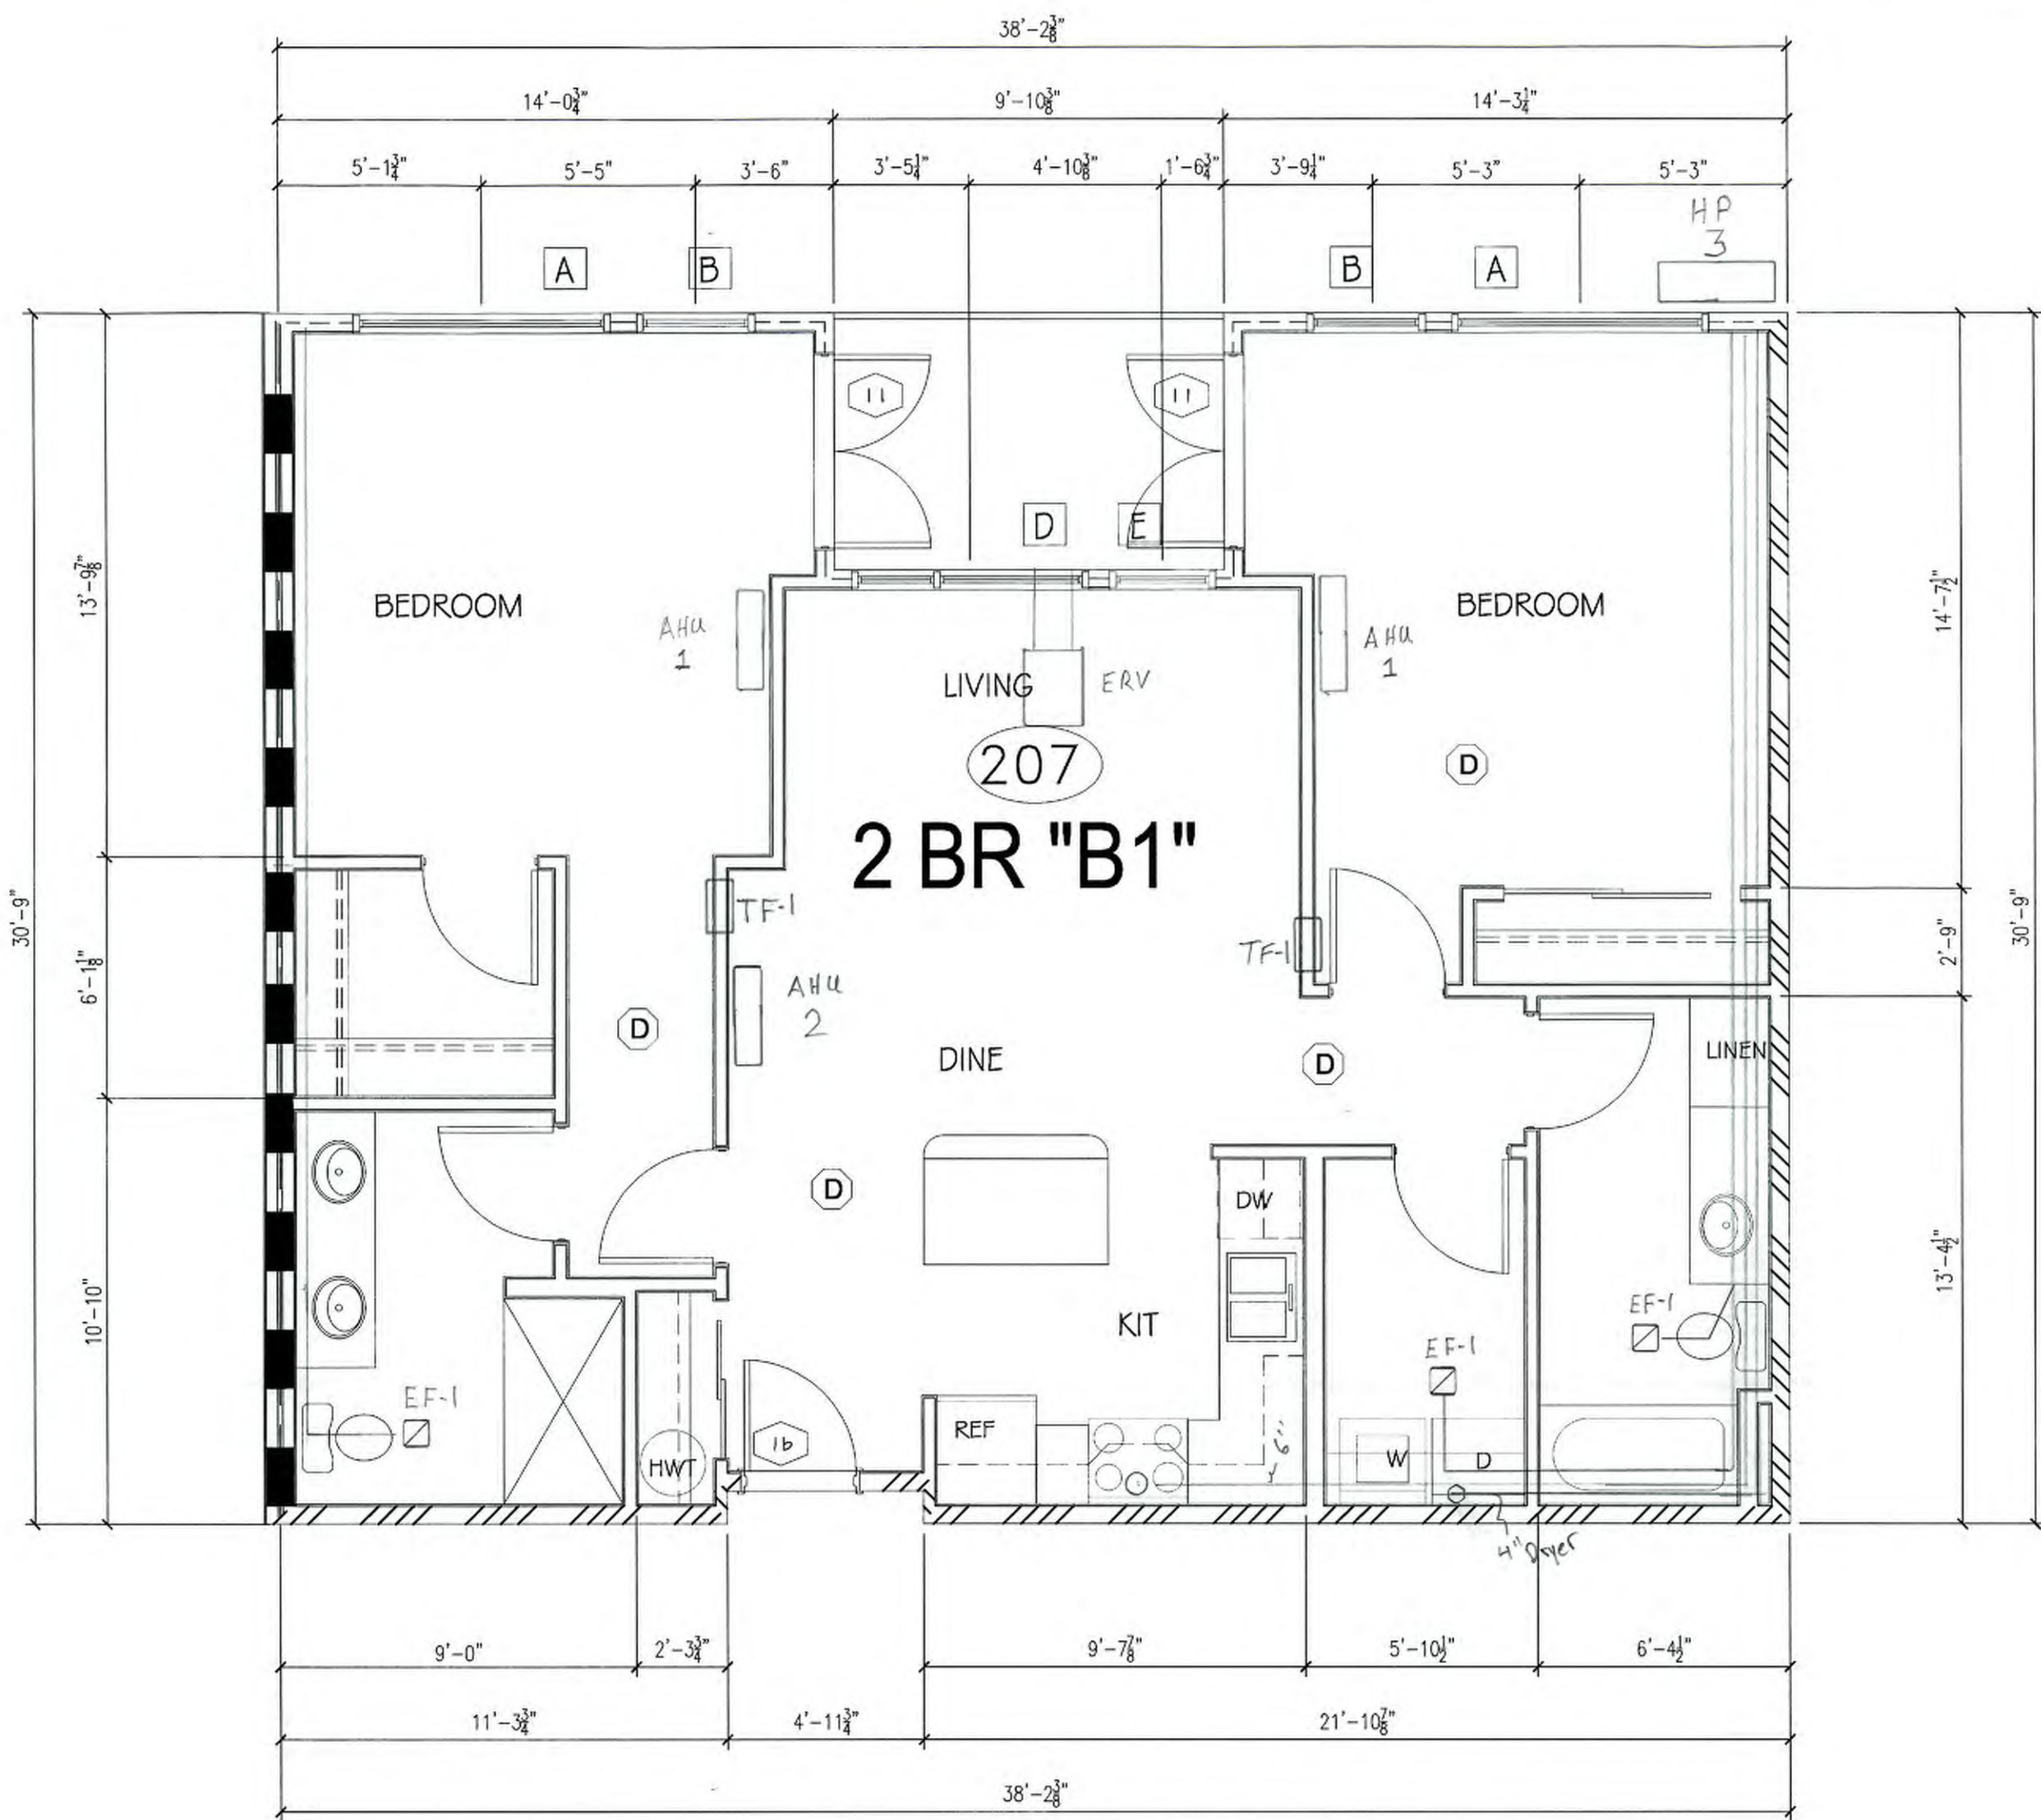 38'-2 3/8"
14'-0 3/4" 9'-10 3/8" 14'-3 1/4"
5'-1 3/4" 5'-5" 3'-6" 3'-5 1/4" 4'-10 3/8" 1'-6 3/4" 3'-9 1/4" 5'-3" 5'-3"
HP
3
A B B A
11 11
D E
13'-9 7/8"
14'-7 1/2"
BEDROOM BEDROOM
AHU
1
AHU
1
LIVING ERV
207
D
2 BR "B1"
30'-9"
30'-9"
TF-1
TF-1
2'-9"
6'-1 1/8"
AHU
2
D
DINE
D
LINEN
D
DW
13'-4 1/2"
10'-10"
KIT
EF-1
EF-1
EF-1
REF
16
6"
HWT
W D
4" Dryer
9'-0" 2'-3 3/4" 9'-7 7/8" 5'-10 1/2" 6'-4 1/2"
11'-3 3/4" 4'-11 3/4" 21'-10 7/8"
38'-2 3/8"